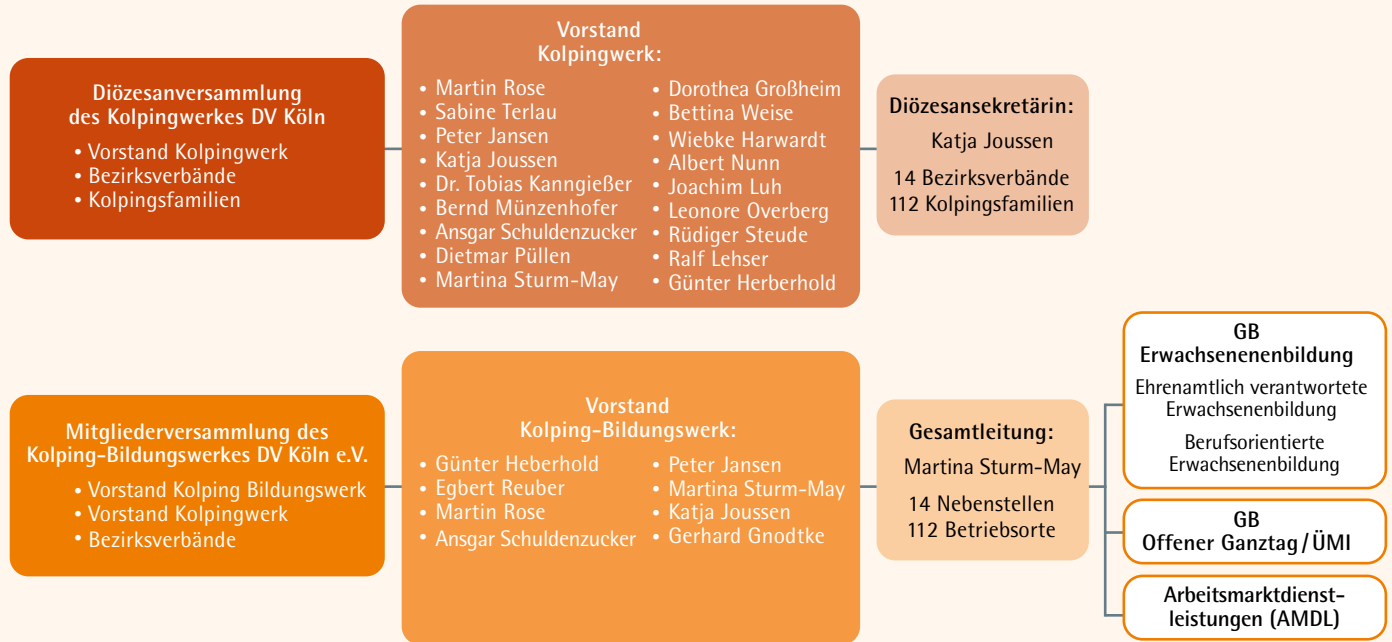 Diözesanversammlung
des Kolpingwerkes DV Köln
• Vorstand Kolpingwerk
• Bezirksverbände
• Kolpingsfamilien
Vorstand
Kolpingwerk:
• Martin Rose
• Sabine Terlau
• Peter Jansen
• Katja Joussen
• Dr. Tobias Kanngießer
• Bernd Münzenhofer
• Ansgar Schuldenzucker
• Dietmar Püllen
• Martina Sturm-May
• Dorothea Großheim
• Bettina Weise
• Wiebke Harwardt
• Albert Nunn
• Joachim Luh
• Leonore Overberg
• Rüdiger Steude
• Ralf Lehser
• Günter Herberhold
Diözesansekretärin:
Katja Joussen
14 Bezirksverbände
112 Kolpingsfamilien
Mitgliederversammlung des
Kolping-Bildungswerkes DV Köln e.V.
• Vorstand Kolping Bildungswerk
• Vorstand Kolpingwerk
• Bezirksverbände
Vorstand
Kolping-Bildungswerk:
• Günter Heberhold
• Egbert Reuber
• Martin Rose
• Ansgar Schuldenzucker
• Peter Jansen
• Martina Sturm-May
• Katja Joussen
• Gerhard Gnodtke
Gesamtleitung:
Martina Sturm-May
14 Nebenstellen
112 Betriebsorte
GB
Erwachsenenenbildung
Ehrenamtlich verantwortete
Erwachsenenbildung
Berufsorientierte
Erwachsenenbildung
GB
Offener Ganztag / ÜMI
Arbeitsmarktdienst-
leistungen (AMDL)